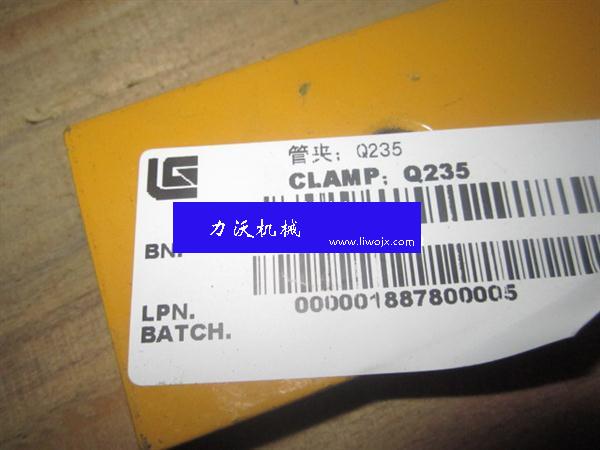 管夹; Q235
CLAMP; Q235
力沃机械
www.liwojx.com
BN.
000001887800005
LPN.
BATCH.